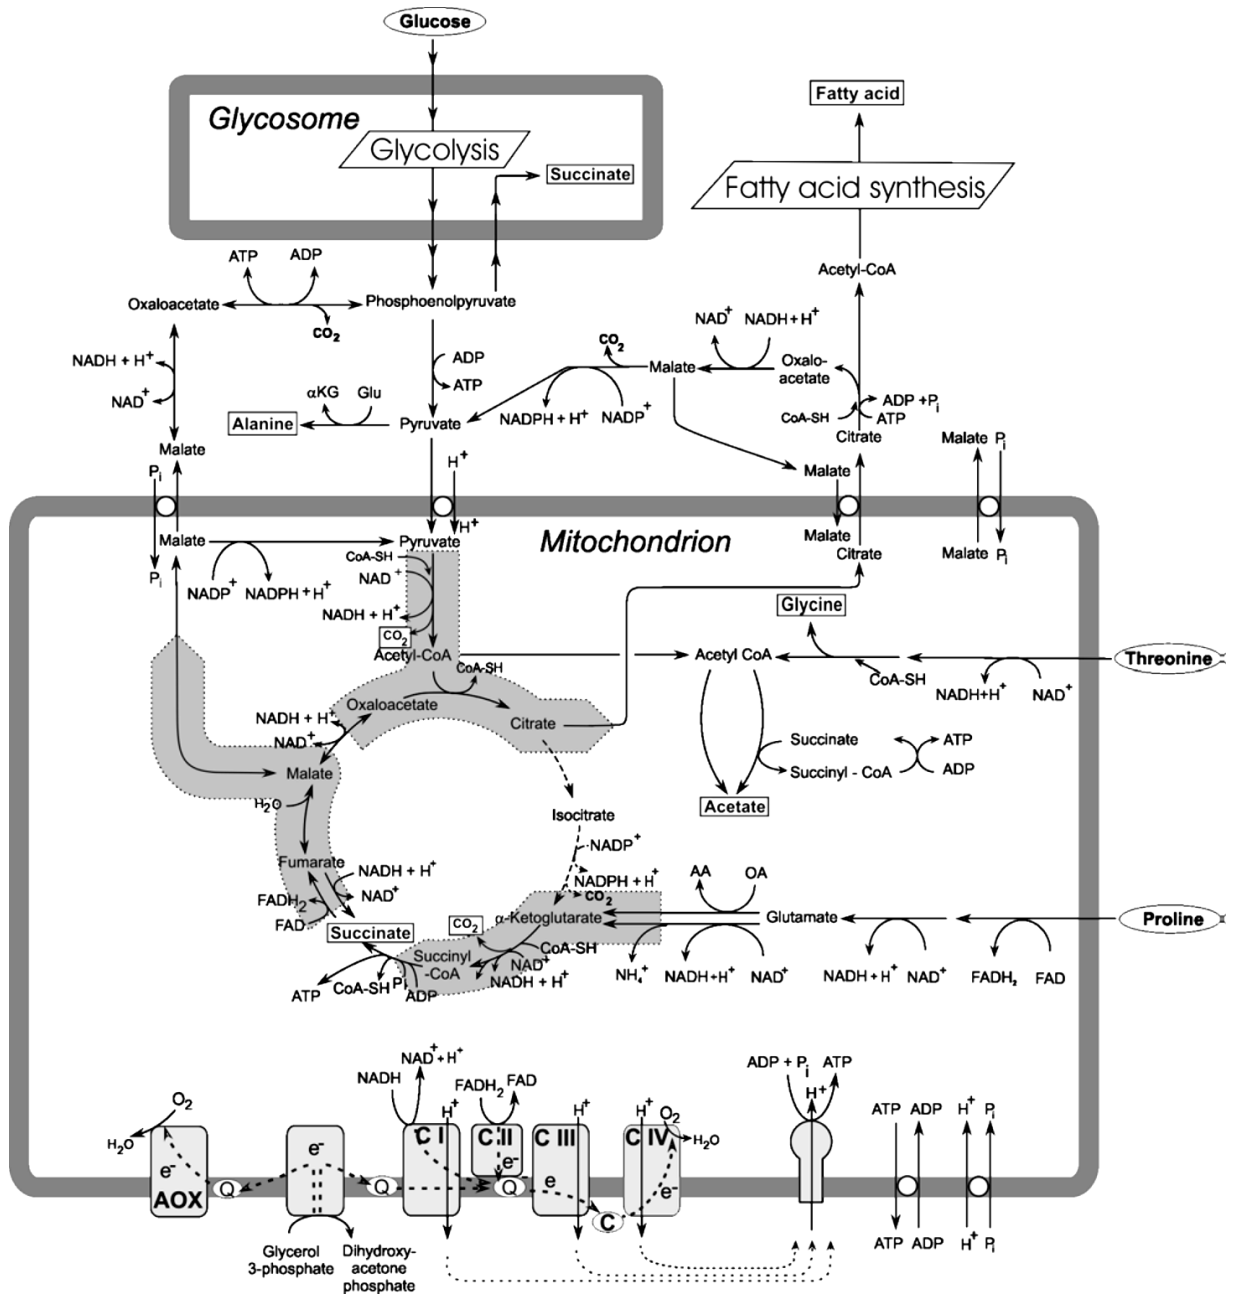 Glucose
Glycosome
Glycolysis
Succinate
Fatty acid
Fatty acid synthesis
Acetyl-CoA
ATP
ADP
Oxaloacetate
Phosphoenolpyruvate
CO2
NADH + H+
NAD+
ADP
ATP
αKG
Glu
Alanine
Pyruvate
CO2
Malate
NAD+
NADH + H+
Oxalo-
acetate
NADPH + H+
NADP+
CoA-SH
ADP + Pi
ATP
Citrate
Malate
Pi
Malate
Pi
H+
Malate
Malate
Pyruvate
H+
Mitochondrion
Malate
Citrate
Malate
Pi
Pi
NADP+
NADPH + H+
CoA-SH
NAD+
NADH + H+
CO2
Acetyl-CoA
CoA-SH
Acetyl CoA
Glycine
CoA-SH
NADH+H+
NAD+
Threonine
Oxaloacetate
Citrate
NADH + H+
NAD+
Malate
H2O
Succinate
Succinyl - CoA
ATP
ADP
Acetate
Isocitrate
NADP+
NADPH + H+
CO2
Fumarate
NADH + H+
NAD+
FADH2
FAD
Succinate
α-Ketoglutarate
AA
OA
Glutamate
Proline
CO2
CoA-SH
NAD+
NADH + H+
Succinyl
-CoA
NH4+
NADH+H+
NAD+
NADH + H+
NAD+
FADH2
FAD
ATP
CoA-SH
Pi
ADP
O2
H2O
NADH
NAD+ + H+
FADH2
FAD
H+
H+
H+
O2
H2O
ADP + Pi
ATP
H+
ATP
ADP
H+
Pi
e-
AOX
Q
e-
Q
C I
C II
e-
Q
C III
e
C
C IV
e-
Glycerol
3-phosphate
Dihydroxy-
acetone
phosphate
ATP
ADP
H+
Pi